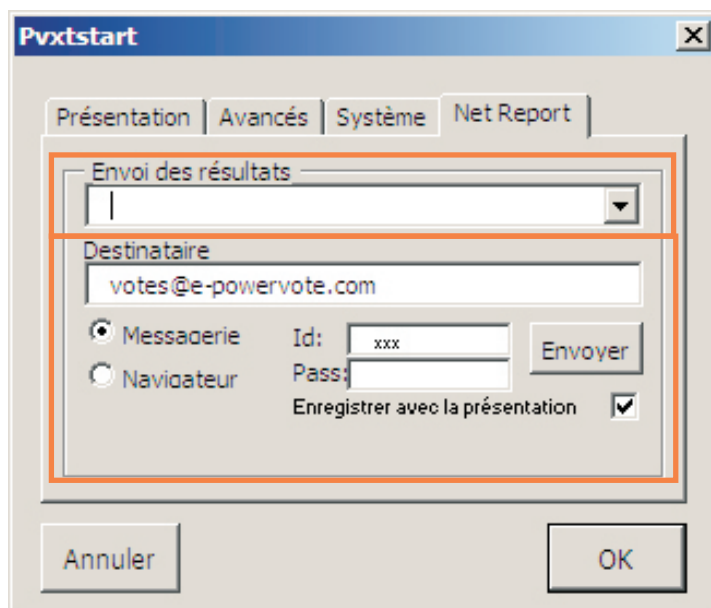 Pvxtstart
Présentation Avancés Système Net Report
Envoi des résultats
Destinataire
votes@e-powervote.com
Messagerie Id: xxx Envoyer
Navigateur Pass:
Enregistrer avec la présentation
Annuler OK